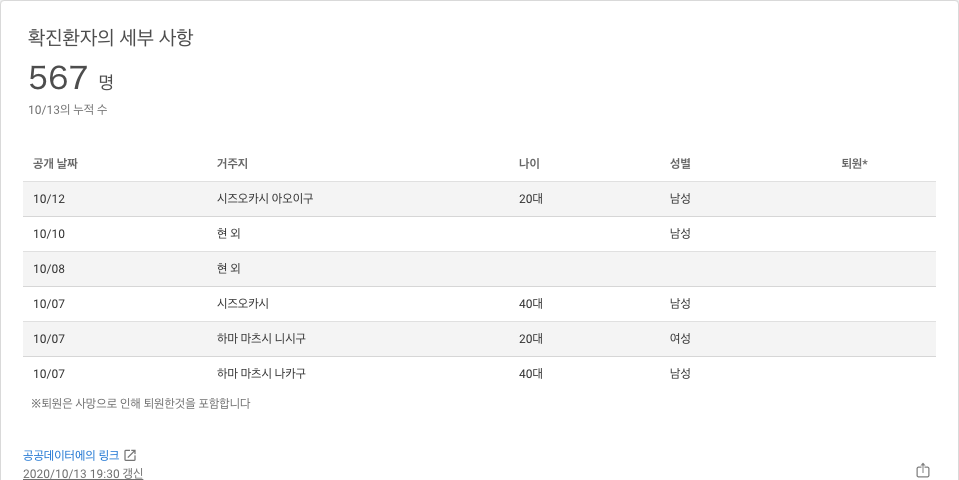 확진환자의 세부 사항
567 명
10/13의 누적 수
공개 날짜 거주지 나이 성별 퇴원*
10/12 시즈오카시 아오이구 20대 남성
10/10 현 외 남성
10/08 현 외
10/07 시즈오카시 40대 남성
10/07 하마 마츠시 니시구 20대 여성
10/07 하마 마츠시 나카구 40대 남성
※퇴원은 사망으로 인해 퇴원한것을 포함합니다
공공데이터에의 링크
2020/10/13 19:30 갱신